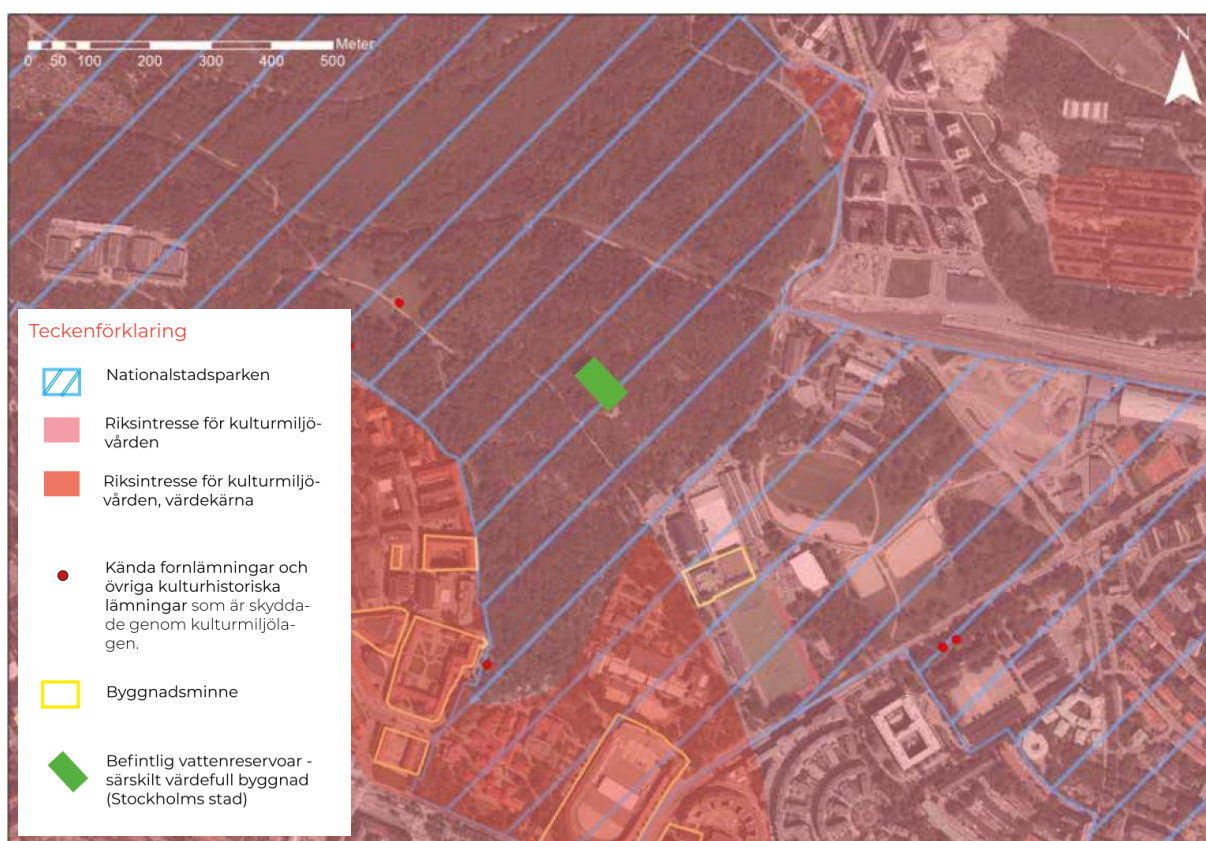 Meter
0 50 100 200 300 400 500
N
Teckenförklaring
Nationalstadsparken
Riksintresse för kulturmiljö-
vården
Riksintresse för kulturmiljö-
vården, värdekärna
Kända fornlämningar och
övriga kulturhistoriska
lämningar som är skydda-
de genom kulturmiljöla-
gen.
Byggnadsminne
Befintlig vattenreservoar -
särskilt värdefull byggnad
(Stockholms stad)